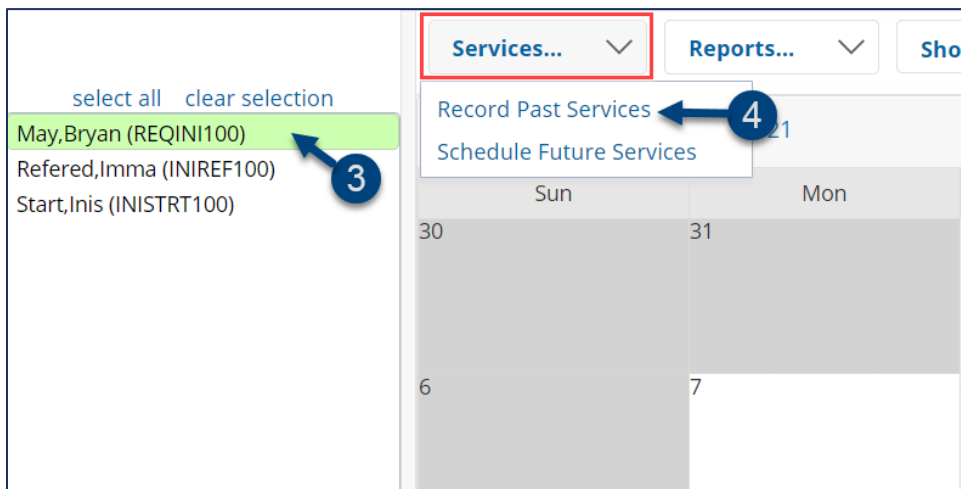 select all clear selection
May,Bryan (REQINI100)
Refered,Imma (INIREF100)
Start,Inis (INISTRT100)
3
Services...
Reports...
Sho
Record Past Services
4
21
Schedule Future Services
Sun
Mon
30
31
6
7